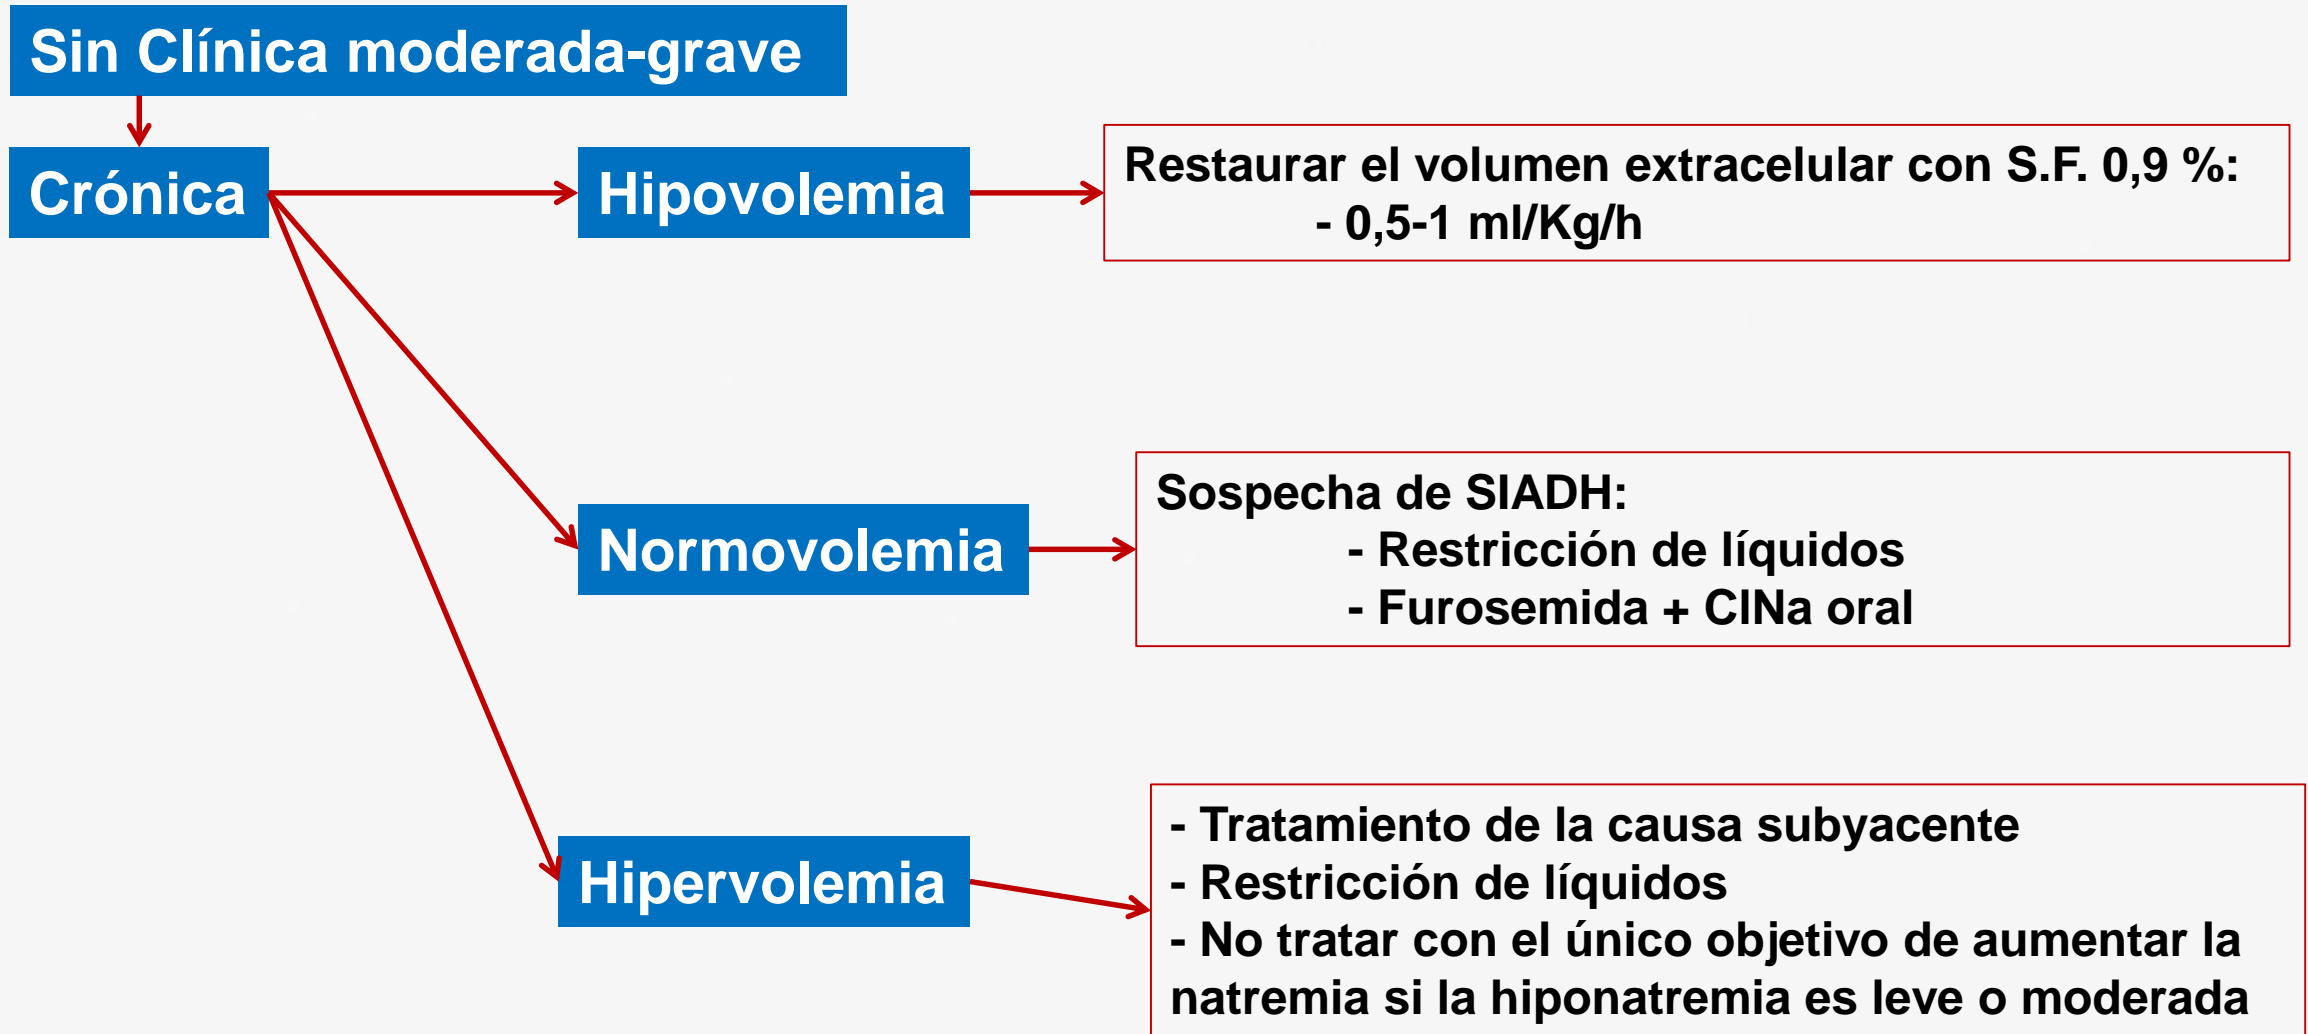 Sin Clínica moderada-grave
Crónica
Hipovolemia
Restaurar el volumen extracelular con S.F. 0,9 %:
- 0,5-1 ml/Kg/h
Normovolemia
Sospecha de SIADH:
- Restricción de líquidos
- Furosemida + ClNa oral
Hipervolemia
- Tratamiento de la causa subyacente
- Restricción de líquidos
- No tratar con el único objetivo de aumentar la
natremia si la hiponatremia es leve o moderada